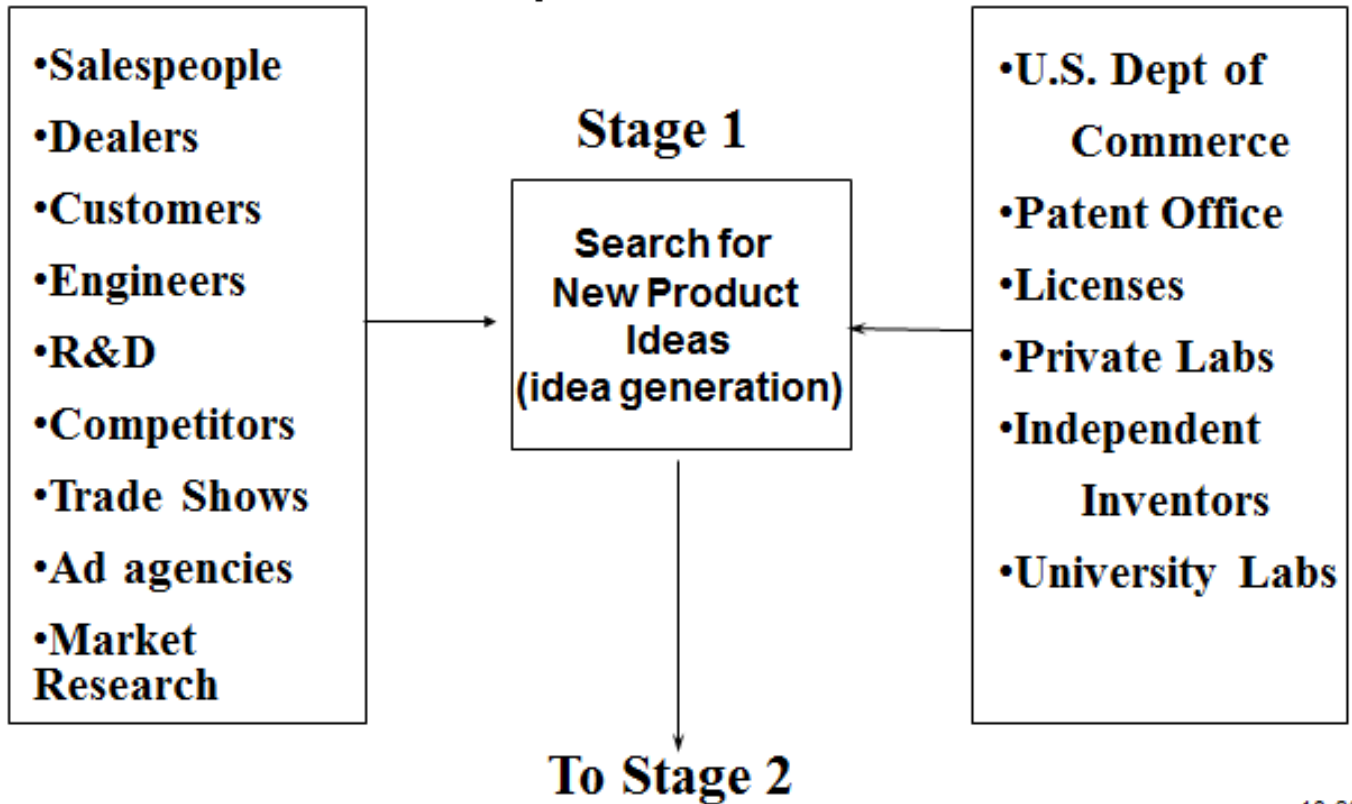 •Salespeople
•Dealers
•Customers
•Engineers
•R&D
•Competitors
•Trade Shows
•Ad agencies
•Market
Research
Stage 1
Search for
New Product
Ideas
(idea generation)
To Stage 2
•U.S. Dept of
Commerce
•Patent Office
•Licenses
•Private Labs
•Independent
Inventors
•University Labs